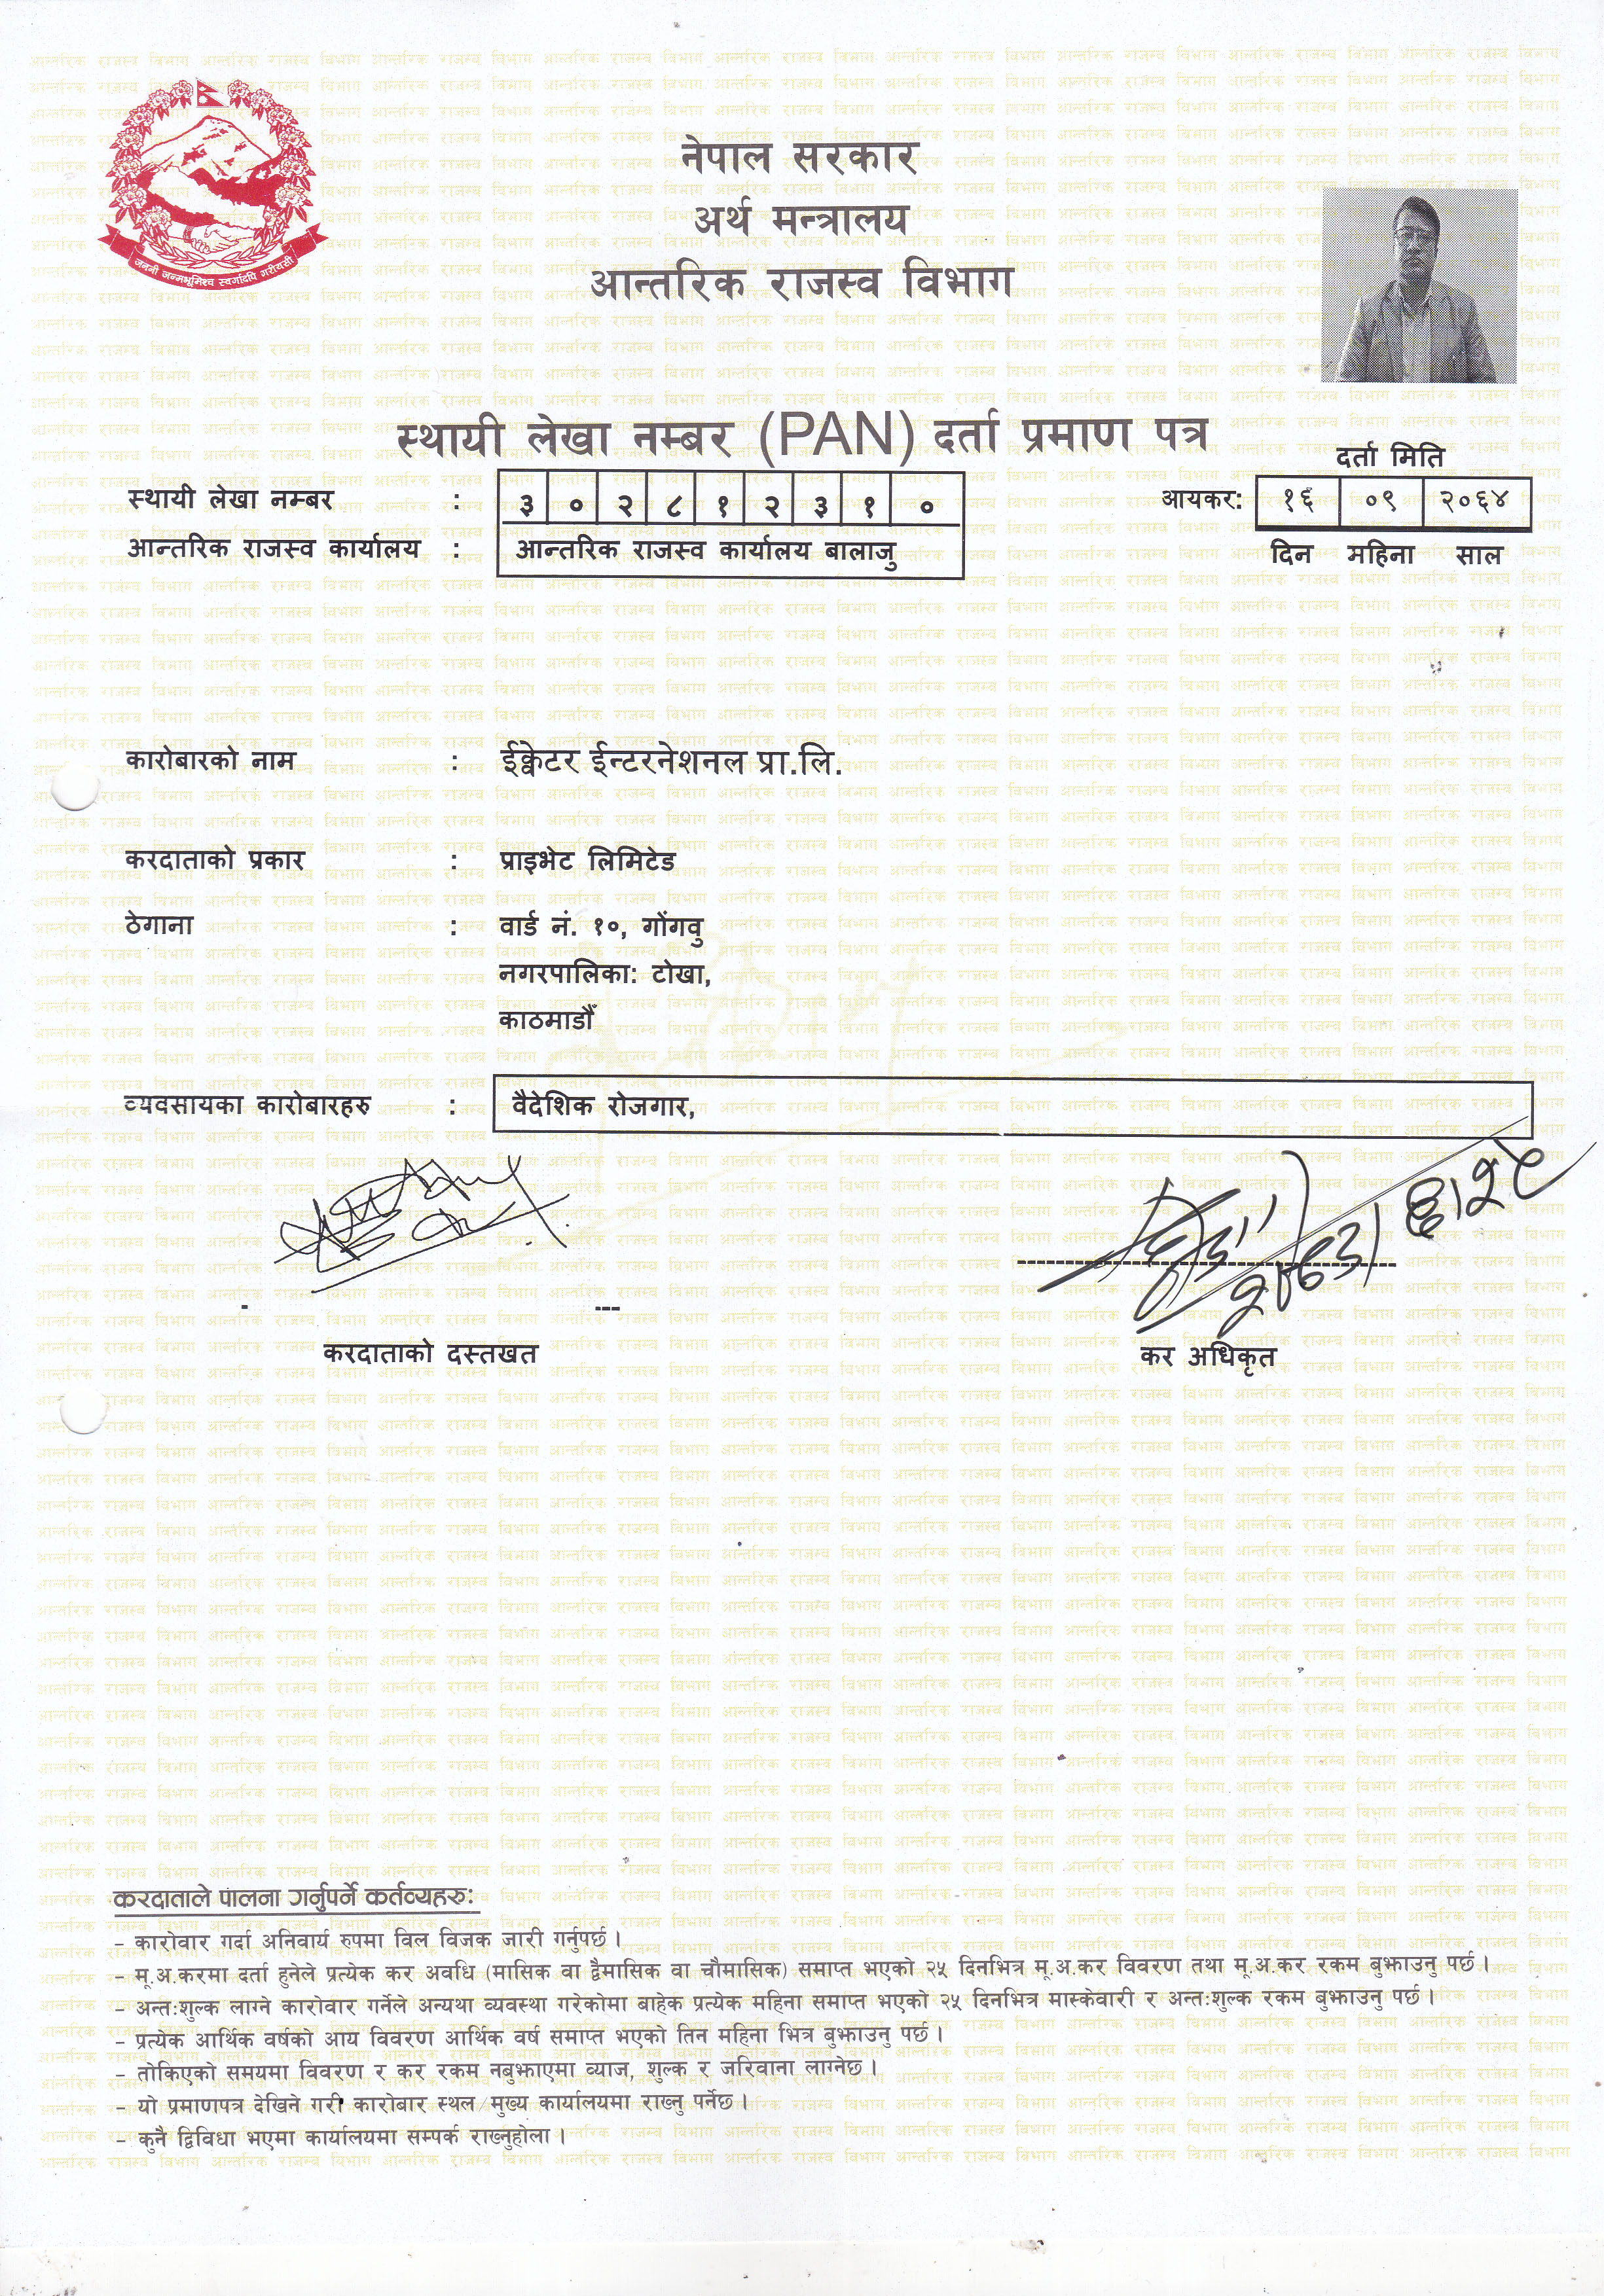 नेपाल सरकार
अर्थ मन्त्रालय
आन्तरिक राजस्व विभाग
जननी जन्मभूमिश्च स्वर्गादपि गरीयसी
स्थायी लेखा नम्बर (PAN) दर्ता प्रमाण पत्र
दर्ता मिति
स्थायी लेखा नम्बर : ३ ० २ ८ १ २ ३ १ ०
आयकर: १६ ०९ २०६४
दिन महिना साल
आन्तरिक राजस्व कार्यालय : आन्तरिक राजस्व कार्यालय बालाजु
कारोबारको नाम : ईक्वेटर ईन्टरनेशनल प्रा.लि.
करदाताको प्रकार : प्राइभेट लिमिटेड
ठेगाना : वार्ड नं. १०, गोंगवु
नगरपालिका: टोखा,
काठमाडौँ
व्यवसायका कारोबारहरु : वैदेशिक रोजगार,
करदाताको दस्तखत
कर अधिकृत
करदाताले पालना गर्नुपर्ने कर्तव्यहरु:
– कारोवार गर्दा अनिवार्य रुपमा विल विजक जारी गर्नुपर्छ ।
– मू.अ.करमा दर्ता हुनेले प्रत्येक कर अवधि (मासिक वा द्वैमासिक वा चौमासिक) समाप्त भएको २५ दिनभित्र मू.अ.कर विवरण तथा मू.अ.कर रकम बुझाउनु पर्छ ।
– अन्तःशुल्क लाग्ने कारोवार गर्नेले अन्यथा व्यवस्था गरेकोमा बाहेक प्रत्येक महिना समाप्त भएको २५ दिनभित्र मास्केवारी र अन्तःशुल्क रकम बुझाउनु पर्छ ।
– प्रत्येक आर्थिक वर्षको आय विवरण आर्थिक वर्ष समाप्त भएको तिन महिना भित्र बुझाउनु पर्छ ।
– तोकिएको समयमा विवरण र कर रकम नबुझाएमा व्याज, शुल्क र जरिवाना लाग्नेछ ।
– यो प्रमाणपत्र देखिने गरी कारोबार स्थल/मुख्य कार्यालयमा राख्नु पर्नेछ ।
– कुनै द्विविधा भएमा कार्यालयमा सम्पर्क राख्नुहोला ।